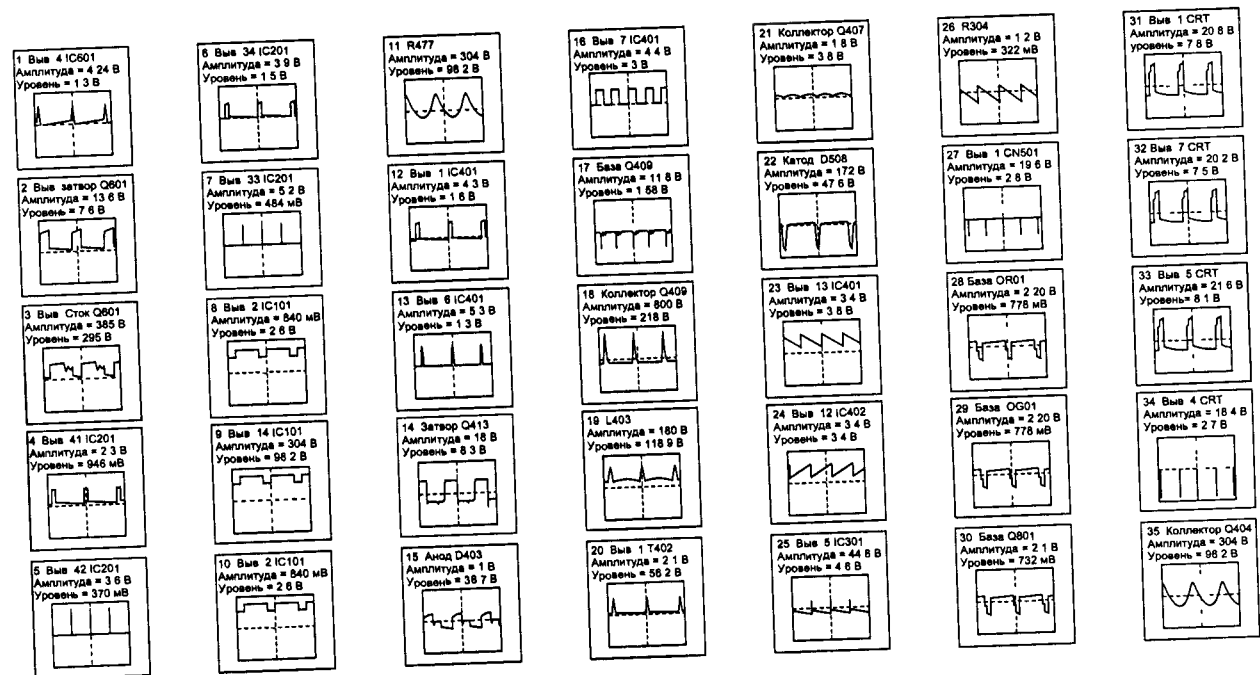 1 Выв 4 IC601
Амплитуда = 4 24 В
Уровень = 1 3 В
2 Выв затвор Q601
Амплитуда = 13 6 В
Уровень = 7 6 В
3 Выв Сток Q601
Амплитуда = 385 В
Уровень = 295 В
4 Выв 41 IC201
Амплитуда = 2 3 В
Уровень = 946 мВ
5 Выв 42 IC201
Амплитуда = 3 6 В
Уровень = 370 мВ
6 Выв 34 IC201
Амплитуда = 3 9 В
Уровень = 1 5 В
7 Выв 33 IC201
Амплитуда = 5 2 В
Уровень = 484 мВ
8 Выв 2 IC101
Амплитуда = 840 мВ
Уровень = 2 6 В
9 Выв 14 IC101
Амплитуда = 304 В
Уровень = 98 2 В
10 Выв 2 IC101
Амплитуда = 840 мВ
Уровень = 2 6 В
11 R477
Амплитуда = 304 В
Уровень = 98 2 В
12 Выв 1 IC401
Амплитуда = 4 3 В
Уровень = 1 6 В
13 Выв 6 IC401
Амплитуда = 5 3 В
Уровень = 1 3 В
14 Затвор Q413
Амплитуда = 18 В
Уровень = 8 3 В
15 Анод D403
Амплитуда = 1 В
Уровень = 38 7 В
16 Выв 7 IC401
Амплитуда = 4 4 В
Уровень = 3 В
17 База Q409
Амплитуда = 11 8 В
Уровень = 1 58 В
18 Коллектор Q409
Амплитуда = 800 В
Уровень = 218 В
19 L403
Амплитуда = 180 В
Уровень = 118 9 В
20 Выв 1 T402
Амплитуда = 2 1 В
Уровень = 56 2 В
21 Коллектор Q407
Амплитуда = 1 8 В
Уровень = 3 8 В
22 Катод D508
Амплитуда = 172 В
Уровень = 47 6 В
23 Выв 13 IC401
Амплитуда = 3 4 В
Уровень = 3 8 В
24 Выв 12 IC402
Амплитуда = 3 4 В
Уровень = 3 4 В
25 Выв 5 IC301
Амплитуда = 44 8 В
Уровень = 4 6 В
26 R304
Амплитуда = 1 2 В
Уровень = 322 мВ
27 Выв 1 CN501
Амплитуда = 19 6 В
Уровень = 2 8 В
28 База OR01
Амплитуда = 2 20 В
Уровень = 778 мВ
29 База OG01
Амплитуда = 2 20 В
Уровень = 778 мВ
30 База Q801
Амплитуда = 2 1 В
Уровень = 732 мВ
31 Выв 1 CRT
Амплитуда = 20 8 В
Уровень = 7 8 В
32 Выв 7 CRT
Амплитуда = 20 2 В
Уровень = 7 5 В
33 Выв 5 CRT
Амплитуда = 21 6 В
Уровень= 8 1 В
34 Выв 4 CRT
Амплитуда = 18 4 В
Уровень = 2 7 В
35 Коллектор Q404
Амплитуда = 304 В
Уровень = 98 2 В